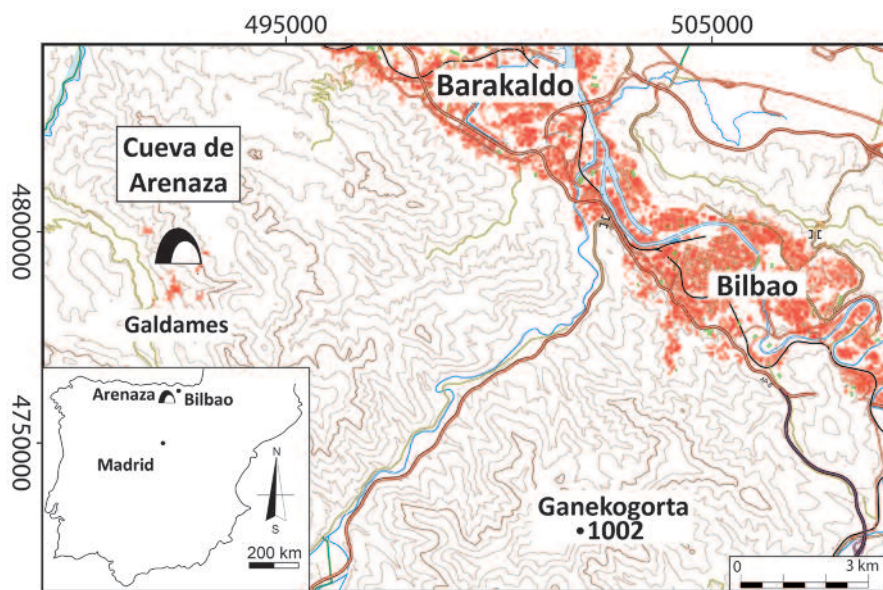 495000
505000
Barakaldo
Cueva de
Arenaza
4800000
Bilbao
Galdames
4750000
Arenaza
Bilbao
Madrid
N
S
200 km
Ganekogorta
1002
0
3 km